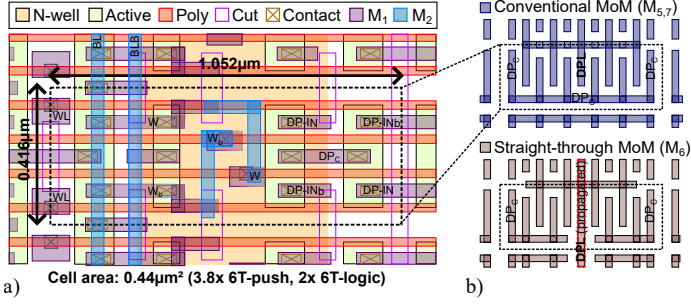 N-well Active Poly Cut Contact M1 M2
BL
BLB
1.052µm
0.416µm
WL
W
DP-IN
DP-INb
Wb
DPC
WL
Wb
DP-INb
W
DP-IN
Cell area: 0.44µm² (3.8x 6T-push, 2x 6T-logic)
a)
Conventional MoM (M5,7)
DPC
DPL
DPC
DPC
Straight-through MoM (M6)
DPC
DPL (propagated)
DPC
b)